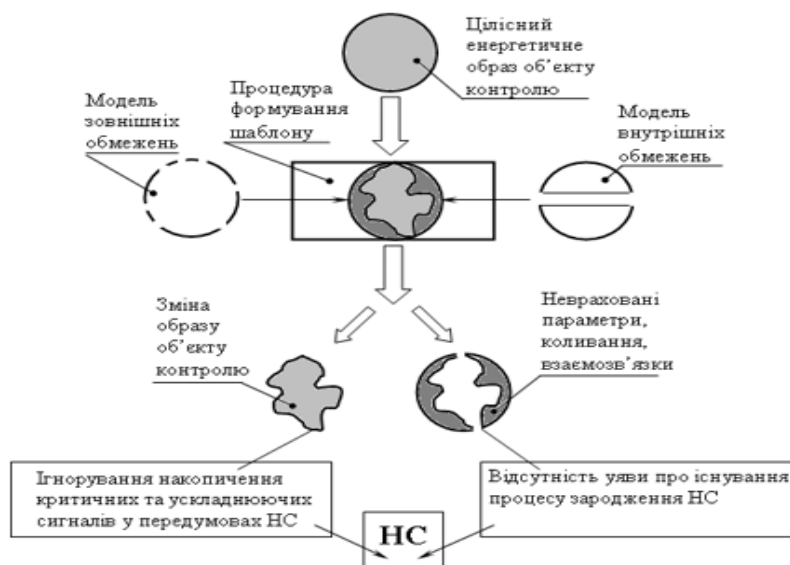 Цілісний
енергетичне
образ об’єкту
контролю
Процедура
формування
шаблону
Модель
зовнішніх
обмежень
Модель
внутрішніх
обмежень
Зміна
образу
об’єкту
контролю
Невраховані
параметри,
коливання,
взаємозв’язки
Ігнорування накопичення
критичних та ускладнюючих
сигналів у передумовах НС
Відсутність уяви про існування
процесу зародження НС
НС